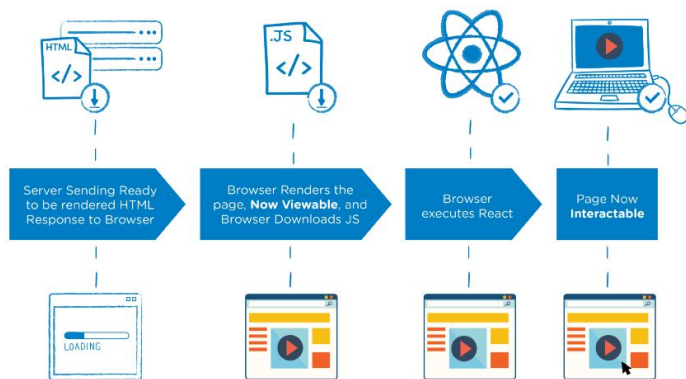 HTML
</>
.JS
</>
Server Sending Ready
to be rendered HTML
Response to Browser
Browser Renders the
page, Now Viewable, and
Browser Downloads JS
Browser
executes React
Page Now
Interactable
LOADING